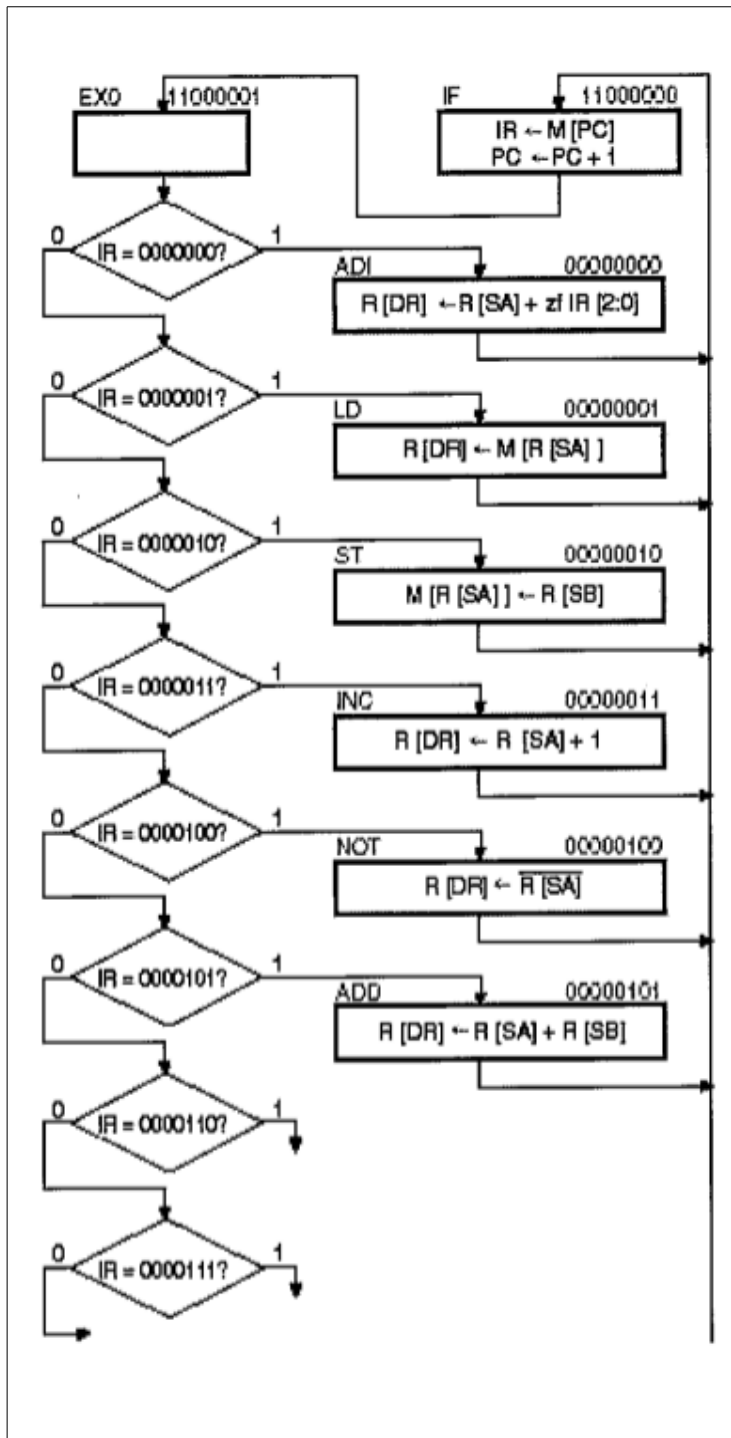 EX0 11000001
IF 11000000
IR ← M [PC]
PC ← PC + 1
0 IR = 0000000? 1
ADI 00000000
R [DR] ← R [SA] + zf IR [2:0]
0 IR = 0000001? 1
LD 00000001
R [DR] ← M [R [SA] ]
0 IR = 0000010? 1
ST 00000010
M [R [SA] ] ← R [SB]
0 IR = 0000011? 1
INC 00000011
R [DR] ← R [SA] + 1
0 IR = 0000100? 1
NOT 00000100
R [DR] ← R̅ ̅[̅S̅A̅]̅
0 IR = 0000101? 1
ADD 00000101
R [DR] ← R [SA] + R [SB]
0 IR = 0000110? 1
0 IR = 0000111? 1